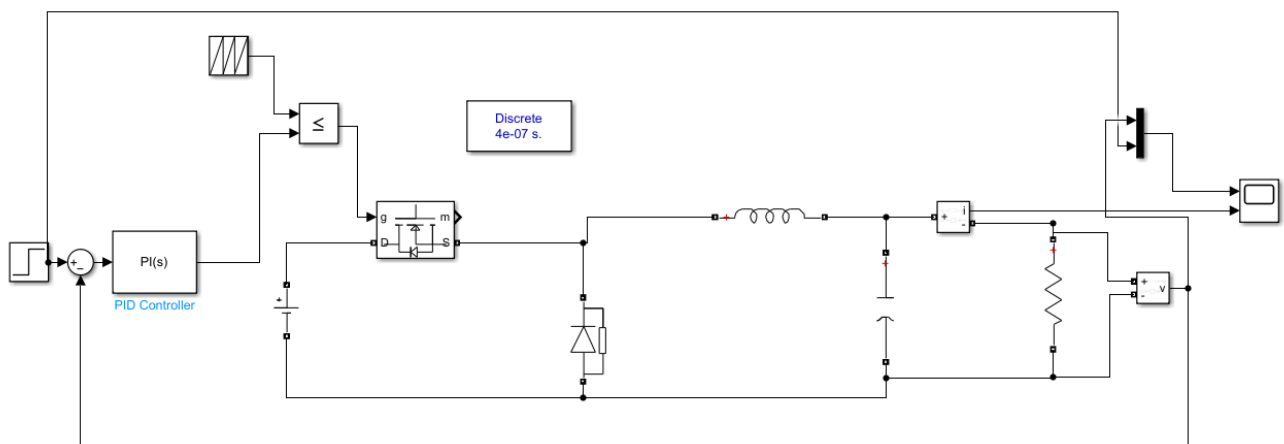 ≤
Discrete
4e-07 s.
g
m
D
S
+
i
-
+
−
PI(s)
PID Controller
+
+
-
v